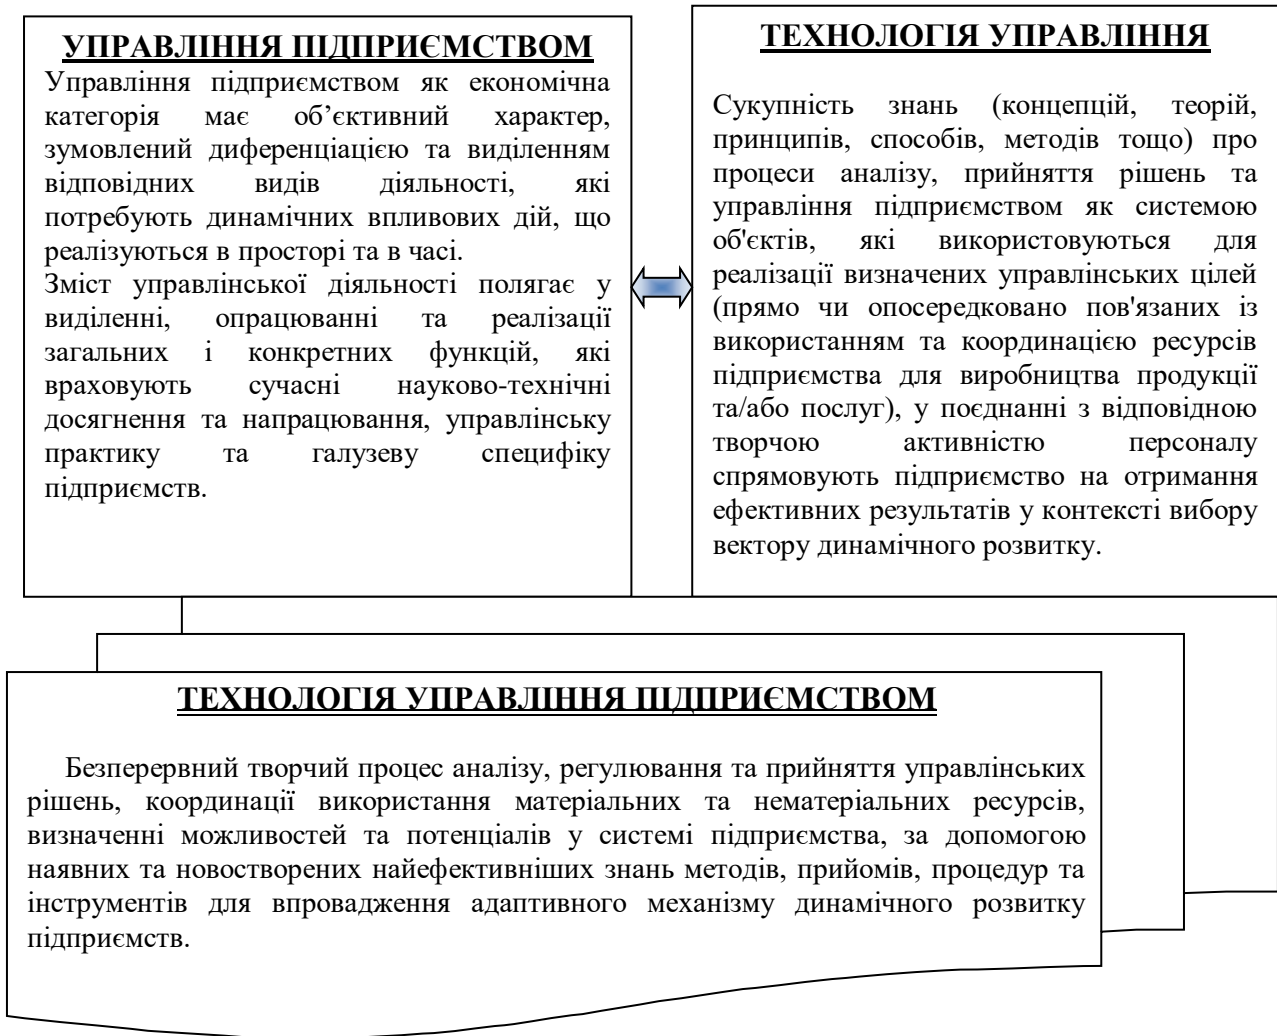 УПРАВЛІННЯ ПІДПРИЄМСТВОМ
Управління підприємством як економічна
категорія має об’єктивний характер,
зумовлений диференціацією та виділенням
відповідних видів діяльності, які
потребують динамічних впливових дій, що
реалізуються в просторі та в часі.
Зміст управлінської діяльності полягає у
виділенні, опрацюванні та реалізації
загальних і конкретних функцій, які
враховують сучасні науково-технічні
досягнення та напрацювання, управлінську
практику та галузеву специфіку
підприємств.
ТЕХНОЛОГІЯ УПРАВЛІННЯ
Сукупність знань (концепцій, теорій,
принципів, способів, методів тощо) про
процеси аналізу, прийняття рішень та
управління підприємством як системою
об'єктів, які використовуються для
реалізації визначених управлінських цілей
(прямо чи опосередковано пов'язаних із
використанням та координацією ресурсів
підприємства для виробництва продукції
та/або послуг), у поєднанні з відповідною
творчою активністю персоналу
спрямовують підприємство на отримання
ефективних результатів у контексті вибору
вектору динамічного розвитку.
ТЕХНОЛОГІЯ УПРАВЛІННЯ ПІДПРИЄМСТВОМ
Безперервний творчий процес аналізу, регулювання та прийняття управлінських
рішень, координації використання матеріальних та нематеріальних ресурсів,
визначенні можливостей та потенціалів у системі підприємства, за допомогою
наявних та новостворених найефективніших знань методів, прийомів, процедур та
інструментів для впровадження адаптивного механізму динамічного розвитку
підприємств.